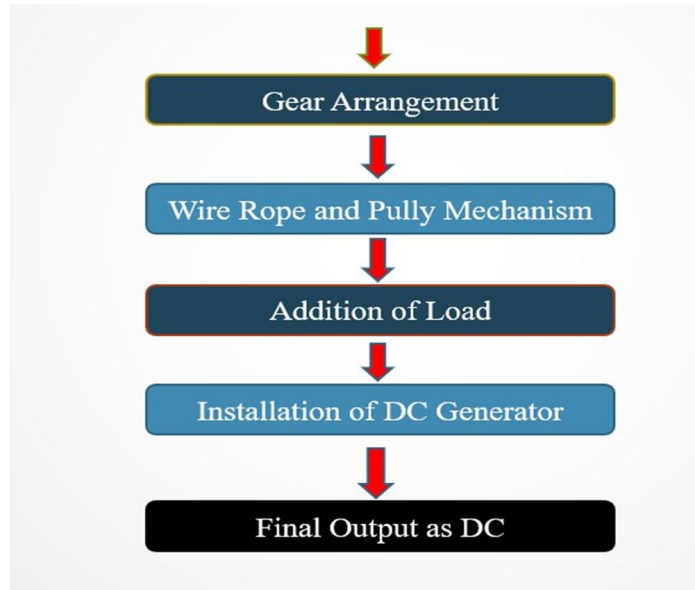 Gear Arrangement
Wire Rope and Pully Mechanism
Addition of Load
Installation of DC Generator
Final Output as DC